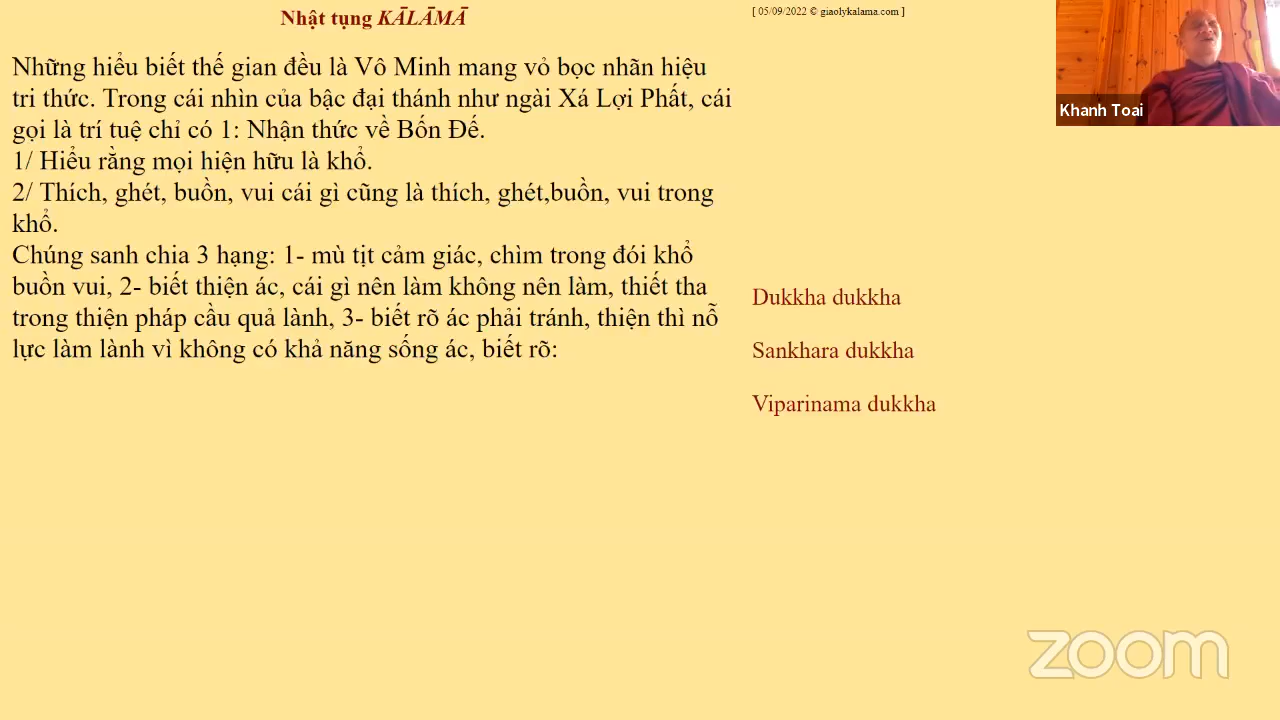 Nhật tụng KĀLĀMĀ
[ 05/09/2022 © giaolykalama.com ]
Những hiểu biết thế gian đều là Vô Minh mang vỏ bọc nhãn hiệu
tri thức. Trong cái nhìn của bậc đại thánh như ngài Xá Lợi Phất, cái
gọi là trí tuệ chỉ có 1: Nhận thức về Bốn Đế.
1/ Hiểu rằng mọi hiện hữu là khổ.
2/ Thích, ghét, buồn, vui cái gì cũng là thích, ghét,buồn, vui trong
khổ.
Chúng sanh chia 3 hạng: 1- mù tịt cảm giác, chìm trong đói khổ
buồn vui, 2- biết thiện ác, cái gì nên làm không nên làm, thiết tha
trong thiện pháp cầu quả lành, 3- biết rõ ác phải tránh, thiện thì nỗ
lực làm lành vì không có khả năng sống ác, biết rõ:
Dukkha dukkha
Sankhara dukkha
Viparinama dukkha
Khanh Toai
zoom